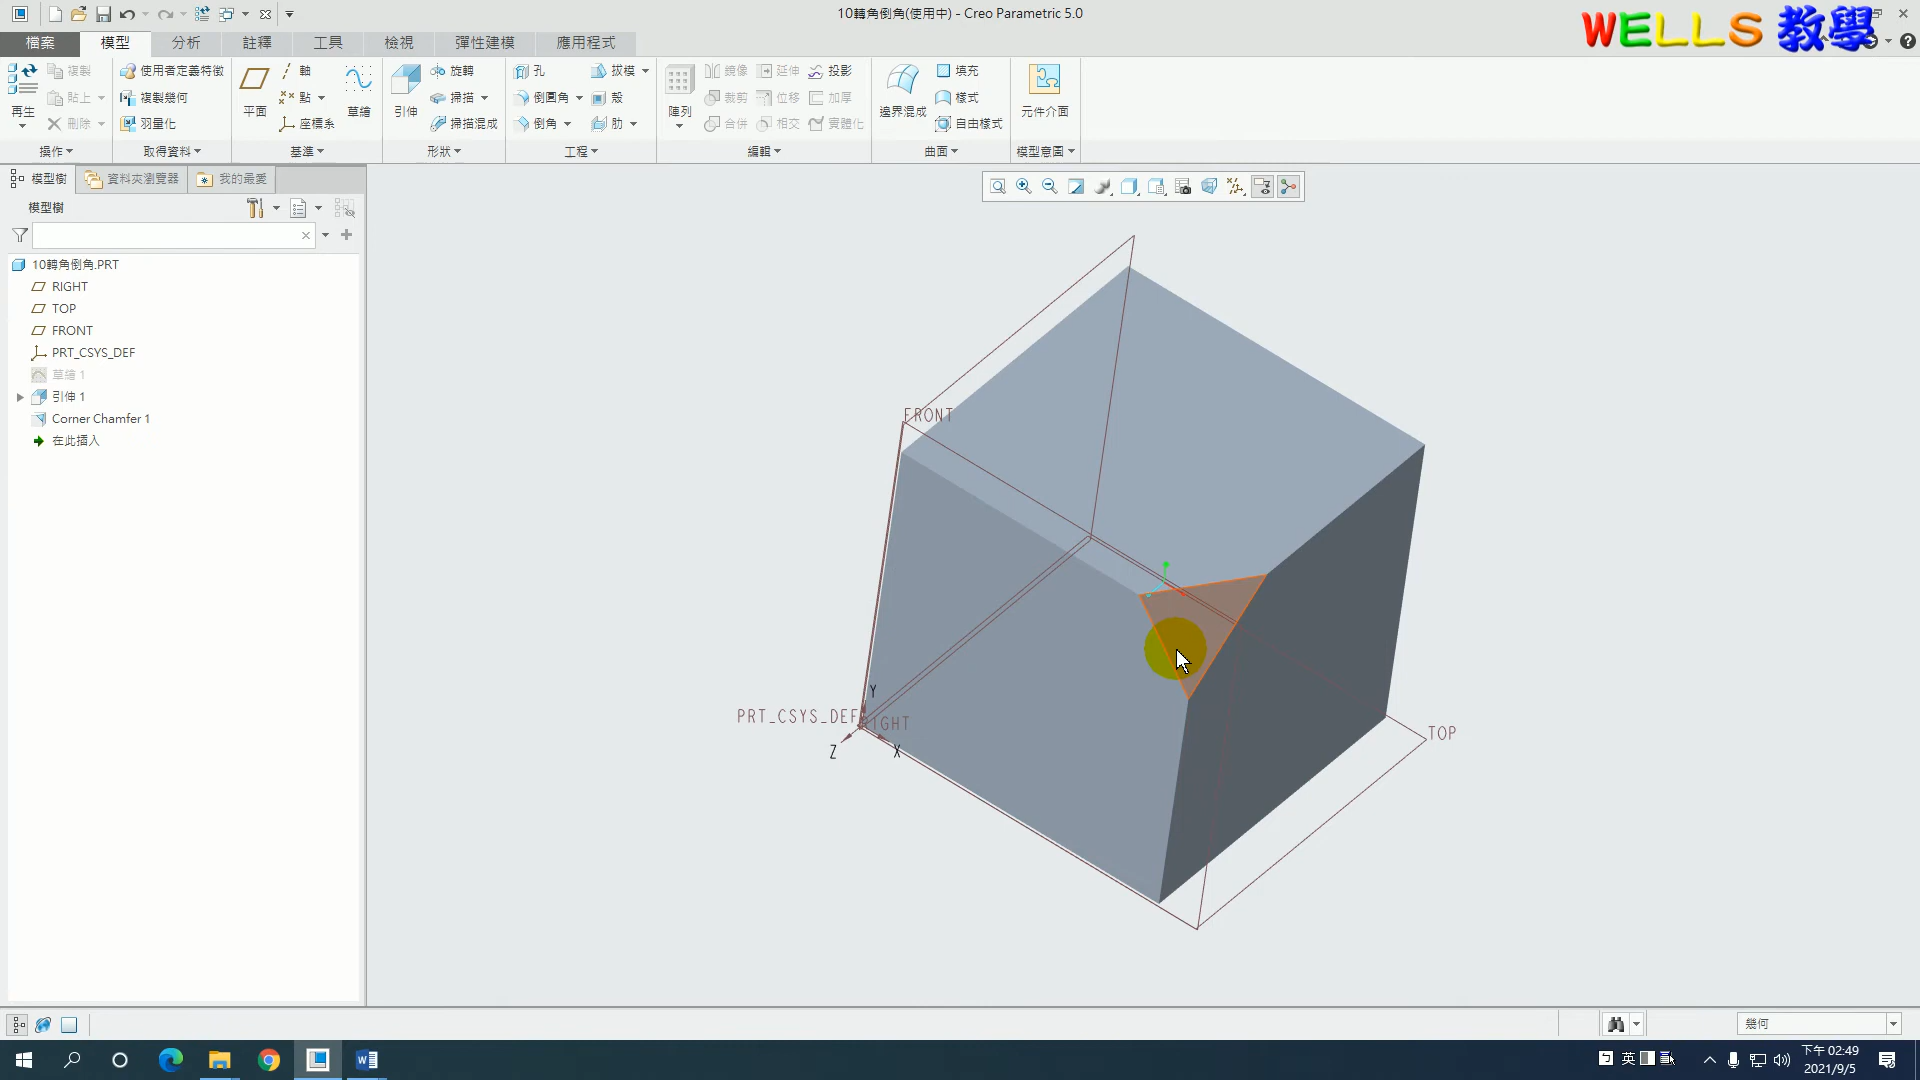 10轉角倒角(使用中) - Creo Parametric 5.0
WELLS 教學
檔案 模型 分析 註釋 工具 檢視 彈性建模 應用程式
再生
複製
貼上
刪除
操作
使用者定義特徵
複製幾何
羽量化
取得資料
平面
軸
點
座標系
草繪
基準
引伸
旋轉
掃描
掃描混成
形狀
孔
倒圓角
倒角
拔模
殼
肋
工程
陣列
鏡像
裁剪
合併
延伸
位移
相交
投影
加厚
實體化
編輯
邊界混成
填充
樣式
自由樣式
曲面
元件介面
模型意圖
模型樹 資料夾瀏覽器 我的最愛
模型樹
10轉角倒角.PRT
RIGHT
TOP
FRONT
PRT_CSYS_DEF
草繪 1
引伸 1
Corner Chamfer 1
在此插入
FRONT
Y
PRT_CSYS_DEF
RIGHT
Z
X
TOP
幾何
英
下午 02:49
2021/9/5